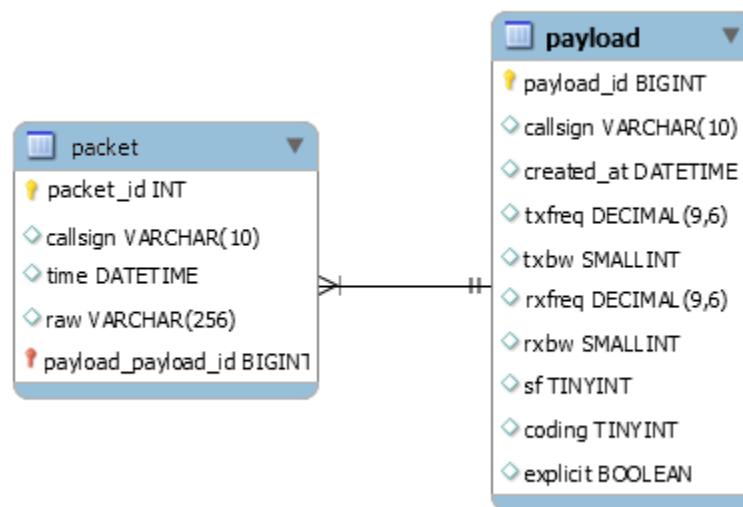 packet
packet_id INT
callsign VARCHAR(10)
time DATETIME
raw VARCHAR(256)
payload_payload_id BIGINT
payload
payload_id BIGINT
callsign VARCHAR(10)
created_at DATETIME
txfreq DECIMAL(9,6)
txbw SMALLINT
rxfreq DECIMAL(9,6)
rxbw SMALLINT
sf TINYINT
coding TINYINT
explicit BOOLEAN